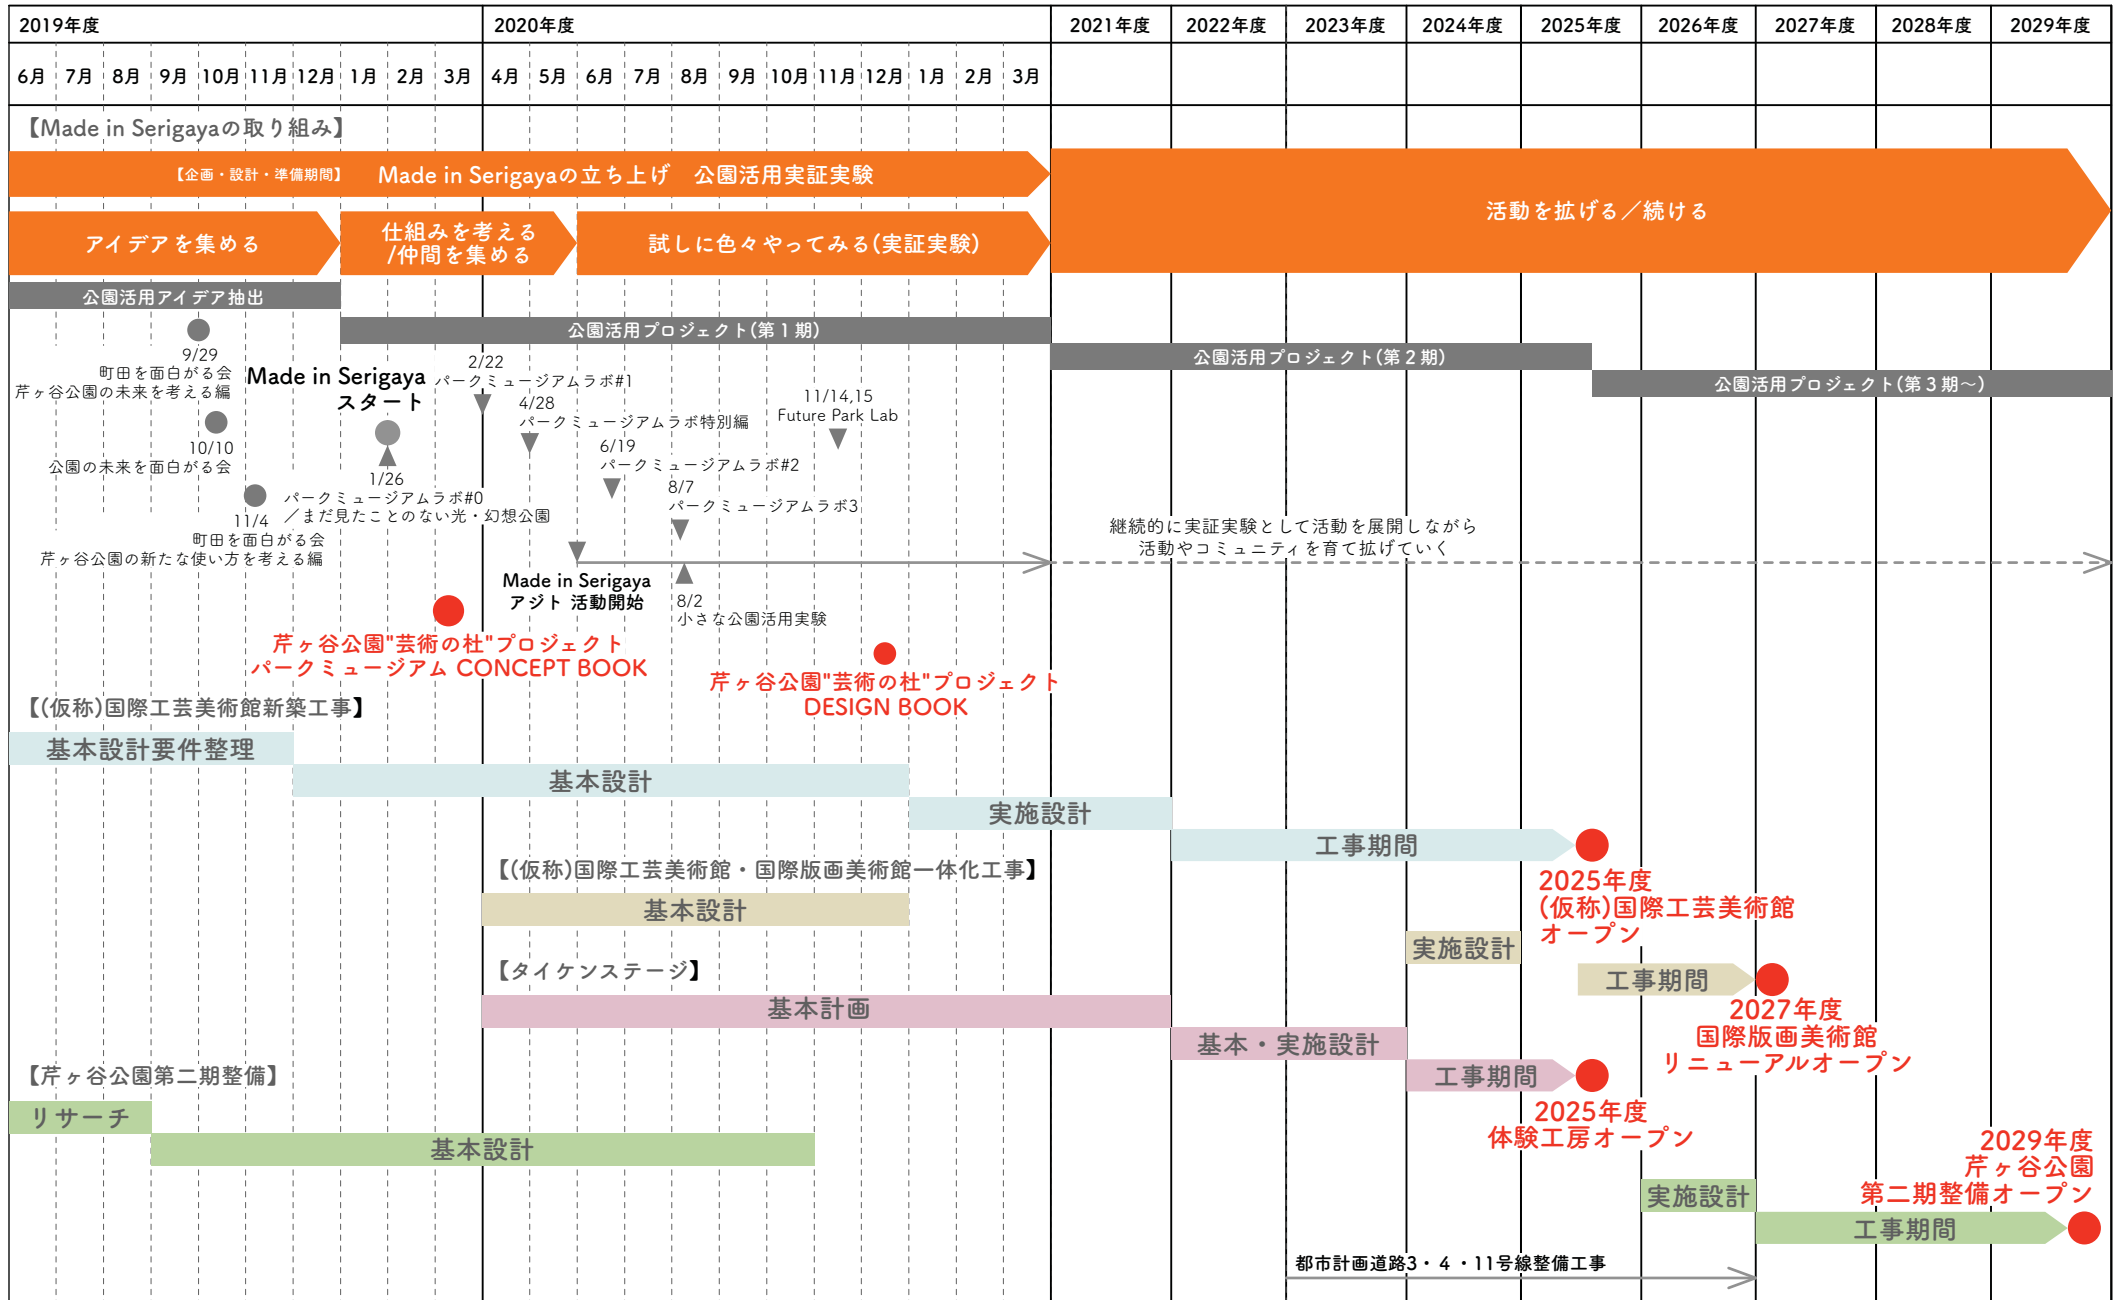 2019年度
2020年度
2021年度
2022年度
2023年度
2024年度
2025年度
2026年度
2027年度
2028年度
2029年度
6月
7月
8月
9月
10月
11月
12月
1月
2月
3月
4月
5月
6月
7月
8月
9月
10月
11月
12月
1月
2月
3月
【Made in Serigayaの取り組み】
【企画・設計・準備期間】 Made in Serigayaの立ち上げ 公園活用実証実験
活動を拡げる／続ける
アイデアを集める
仕組みを考える
/仲間を集める
試しに色々やってみる(実証実験)
公園活用アイデア抽出
公園活用プロジェクト(第１期)
公園活用プロジェクト(第２期)
公園活用プロジェクト(第３期〜)
9/29
町田を面白がる会
芹ヶ谷公園の未来を考える編
10/10
公園の未来を面白がる会
11/4
町田を面白がる会
芹ヶ谷公園の新たな使い方を考える編
Made in Serigaya
スタート
1/26
パークミュージアムラボ#0
／まだ見たことのない光・幻想公園
2/22
パークミュージアムラボ#1
4/28
パークミュージアムラボ特別編
6/19
パークミュージアムラボ#2
8/7
パークミュージアムラボ3
11/14,15
Future Park Lab
Made in Serigaya
アジト 活動開始
8/2
小さな公園活用実験
継続的に実証実験として活動を展開しながら
活動やコミュニティを育て拡げていく
芹ヶ谷公園"芸術の杜"プロジェクト
パークミュージアム CONCEPT BOOK
芹ヶ谷公園"芸術の杜"プロジェクト
DESIGN BOOK
【(仮称)国際工芸美術館新築工事】
基本設計要件整理
基本設計
実施設計
工事期間
2025年度
(仮称)国際工芸美術館
オープン
【(仮称)国際工芸美術館・国際版画美術館一体化工事】
基本設計
実施設計
工事期間
2027年度
国際版画美術館
リニューアルオープン
【タイケンステージ】
基本計画
基本・実施設計
工事期間
2025年度
体験工房オープン
【芹ヶ谷公園第二期整備】
リサーチ
基本設計
実施設計
工事期間
2029年度
芹ヶ谷公園
第二期整備オープン
都市計画道路3・４・11号線整備工事